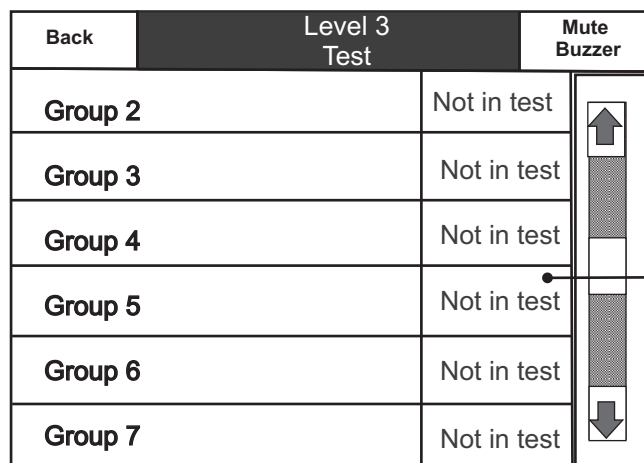 Back
Level 3
Test
Mute
Buzzer
Group 2 Not in test
Group 3 Not in test
Group 4 Not in test
Group 5 Not in test
Group 6 Not in test
Group 7 Not in test